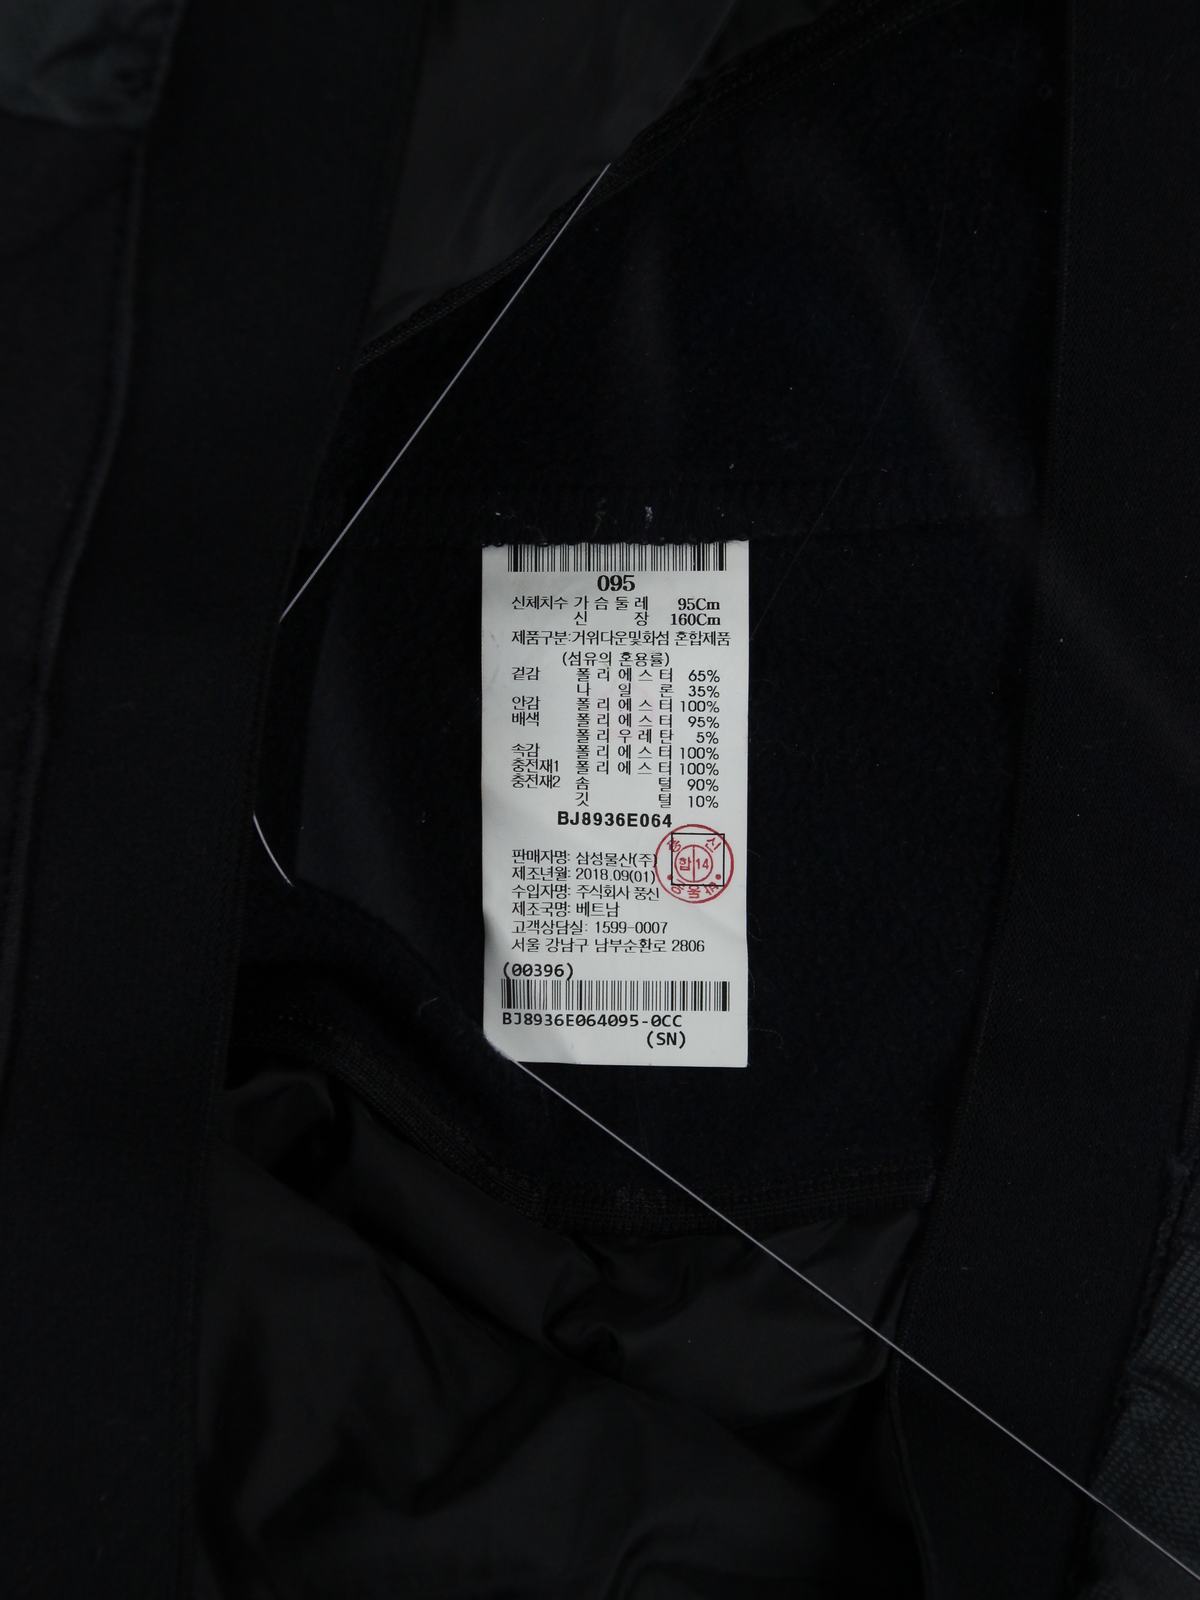 095
신체치수 가 슴 둘 레 95Cm
신 장 160Cm
제품구분:거위다운및화섬 혼합제품
(섬유의 혼용률)
겉감 폴 리 에 스 터 65%
나 일 론 35%
안감 폴 리 에 스 터 100%
배색 폴 리 에 스 터 95%
폴 리 우 레 탄 5%
속감 폴 리 에 스 터 100%
충전재1 폴 리 에 스 터 100%
충전재2 솜 털 90%
깃 털 10%
BJ8936E064
합 14
판매자명: 삼성물산(주)
제조년월: 2018.09(01)
수입자명: 주식회사 풍신
제조국명: 베트남
고객상담실: 1599-0007
서울 강남구 남부순환로 2806
(00396)
BJ8936E064095-0CC
(SN)